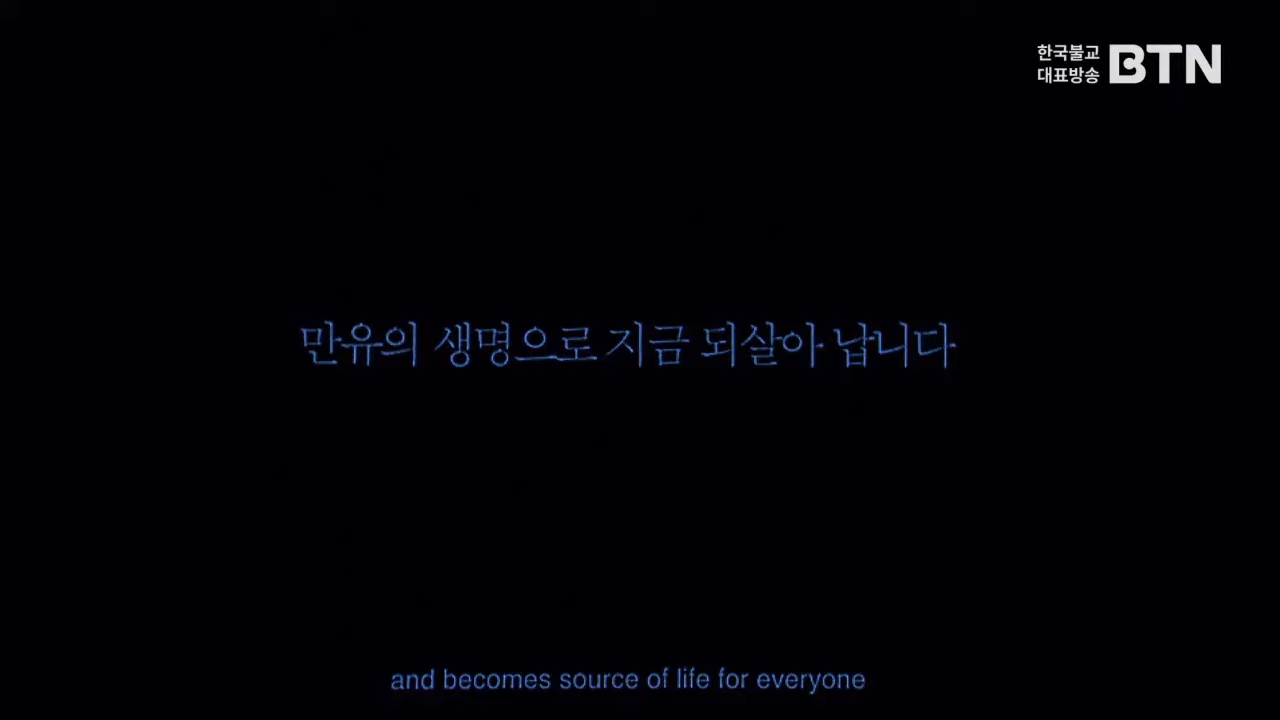 한국불교
대표방송 BTN
만유의 생명으로 지금 되살아 납니다
and becomes source of life for everyone